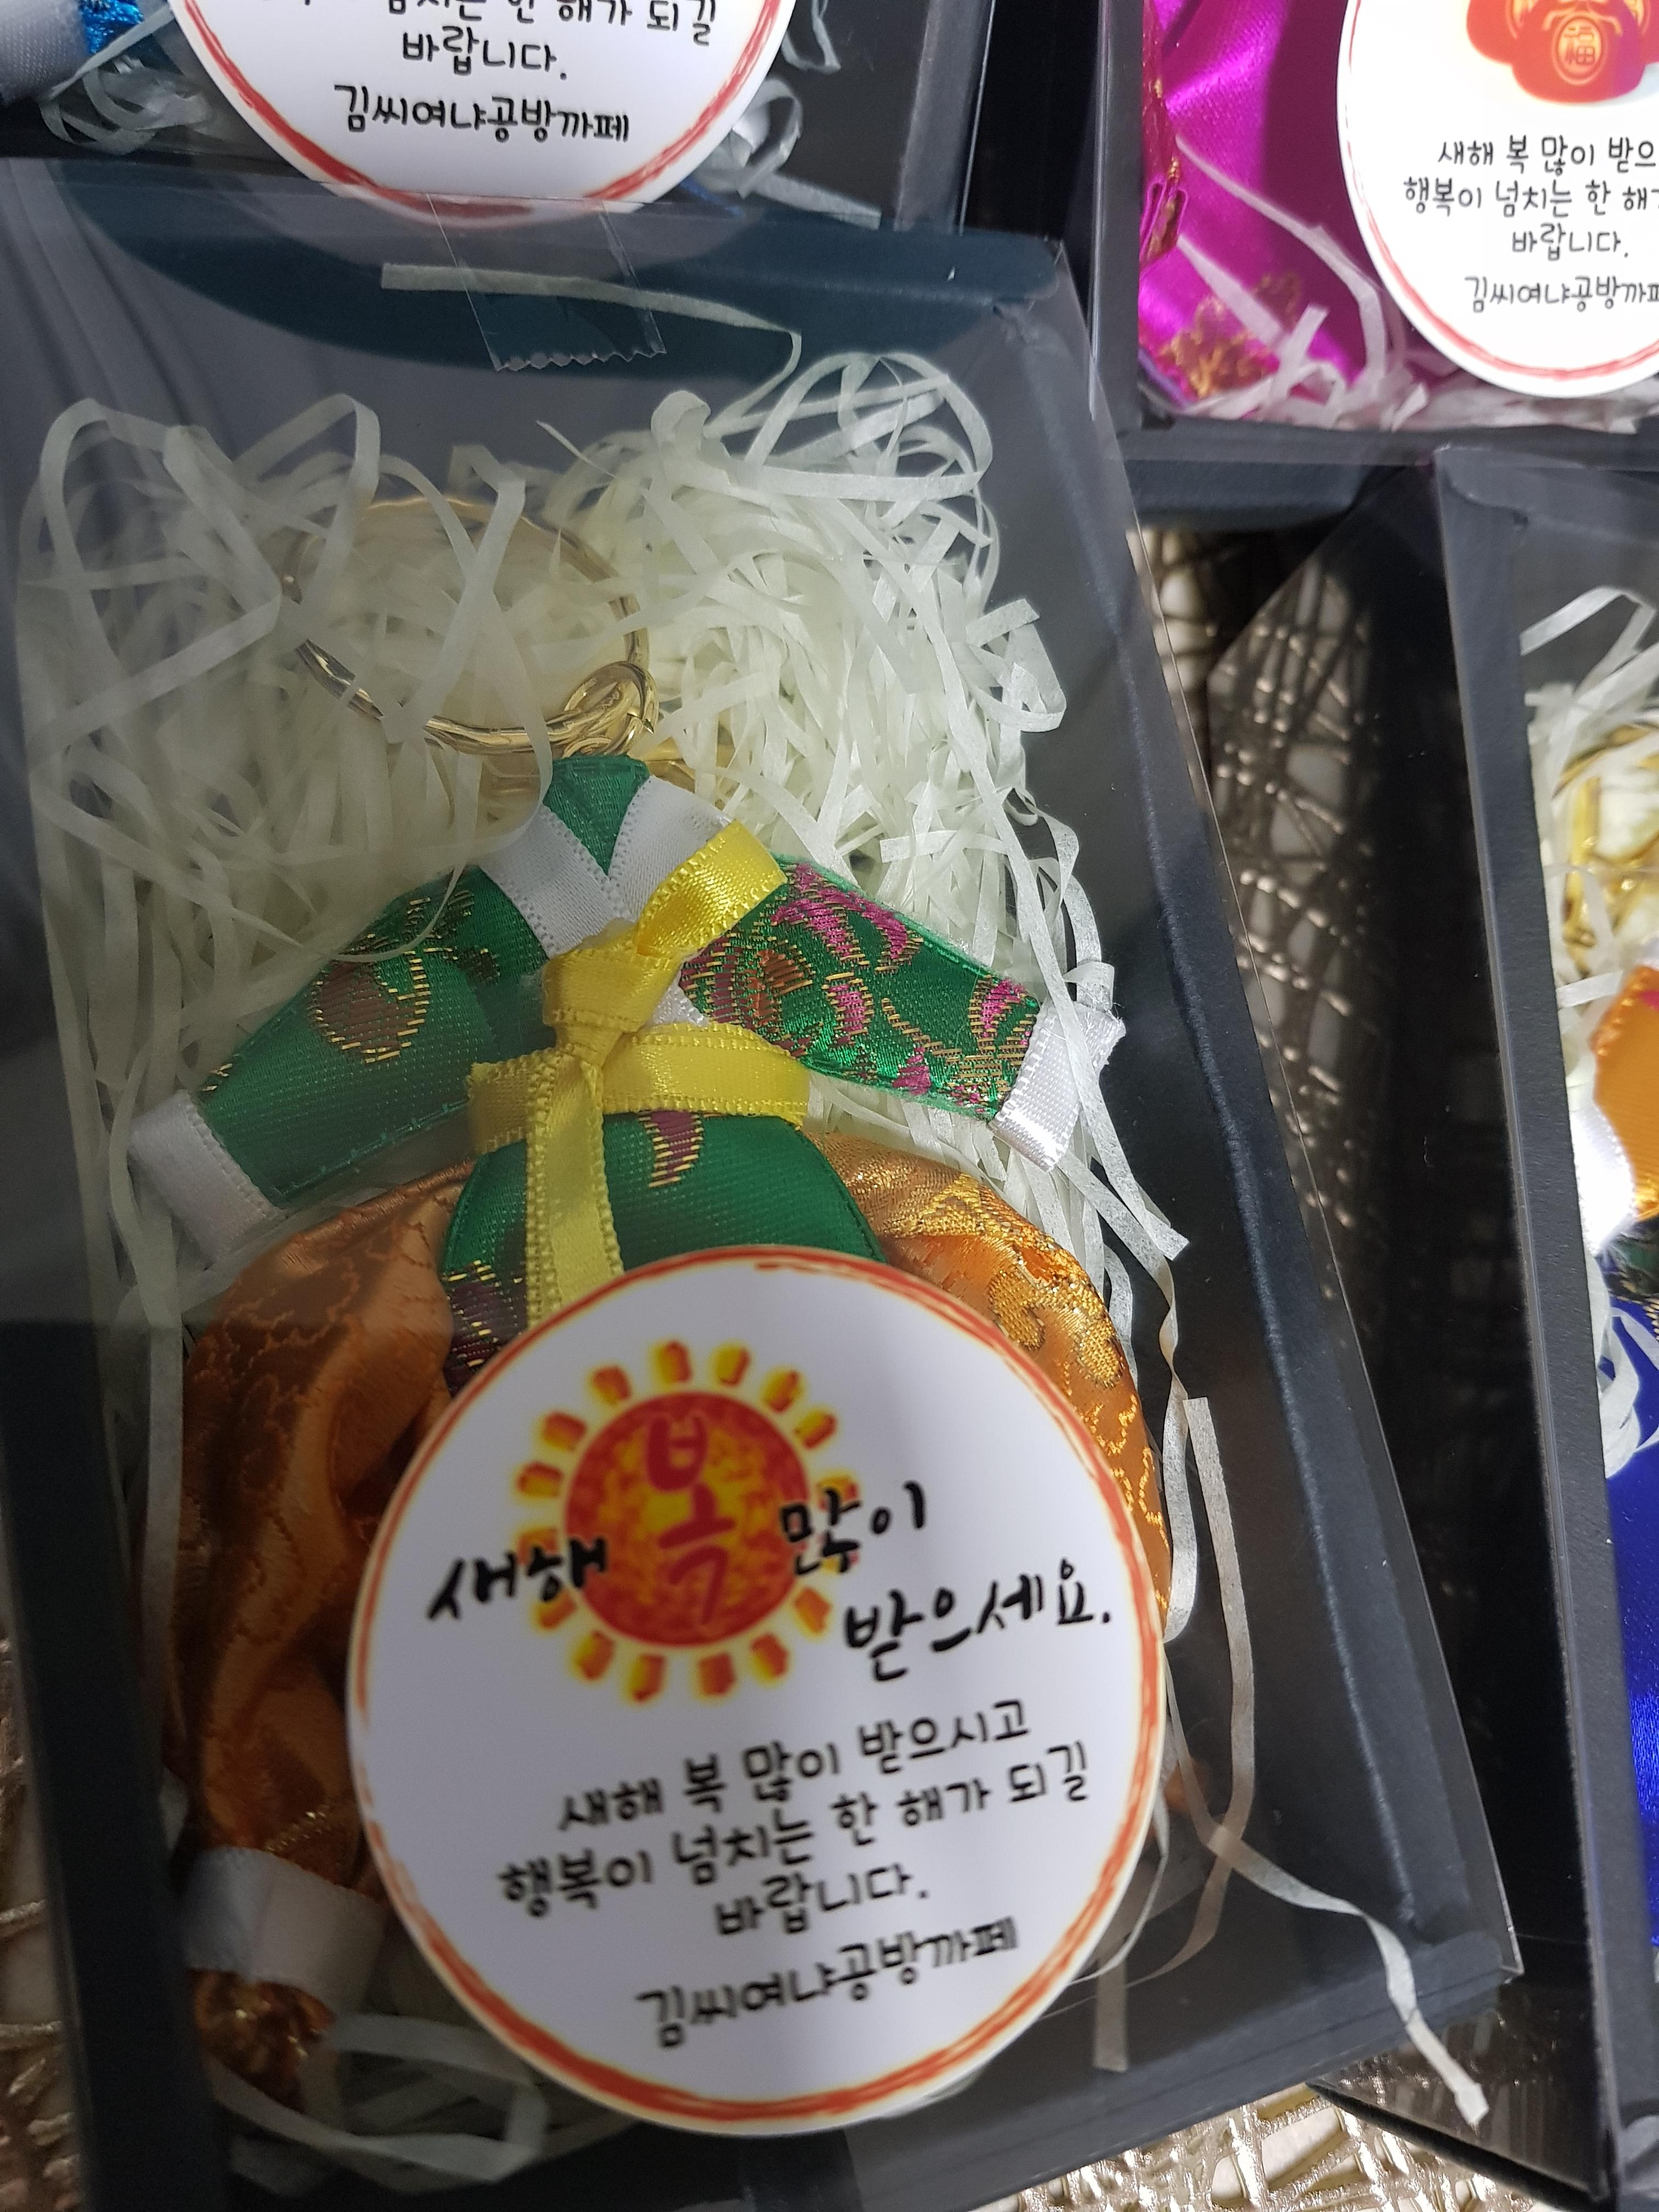 넘치는 한 해가 되길
바랍니다.
김씨여냐공방까페
福
새해 복 많이 받으
행복이 넘치는 한 해가
바랍니다.
김씨여냐공방까페
새해 복 많이
받으세요.
새해 복 많이 받으시고
행복이 넘치는 한 해가 되길
바랍니다.
김씨여냐공방까페